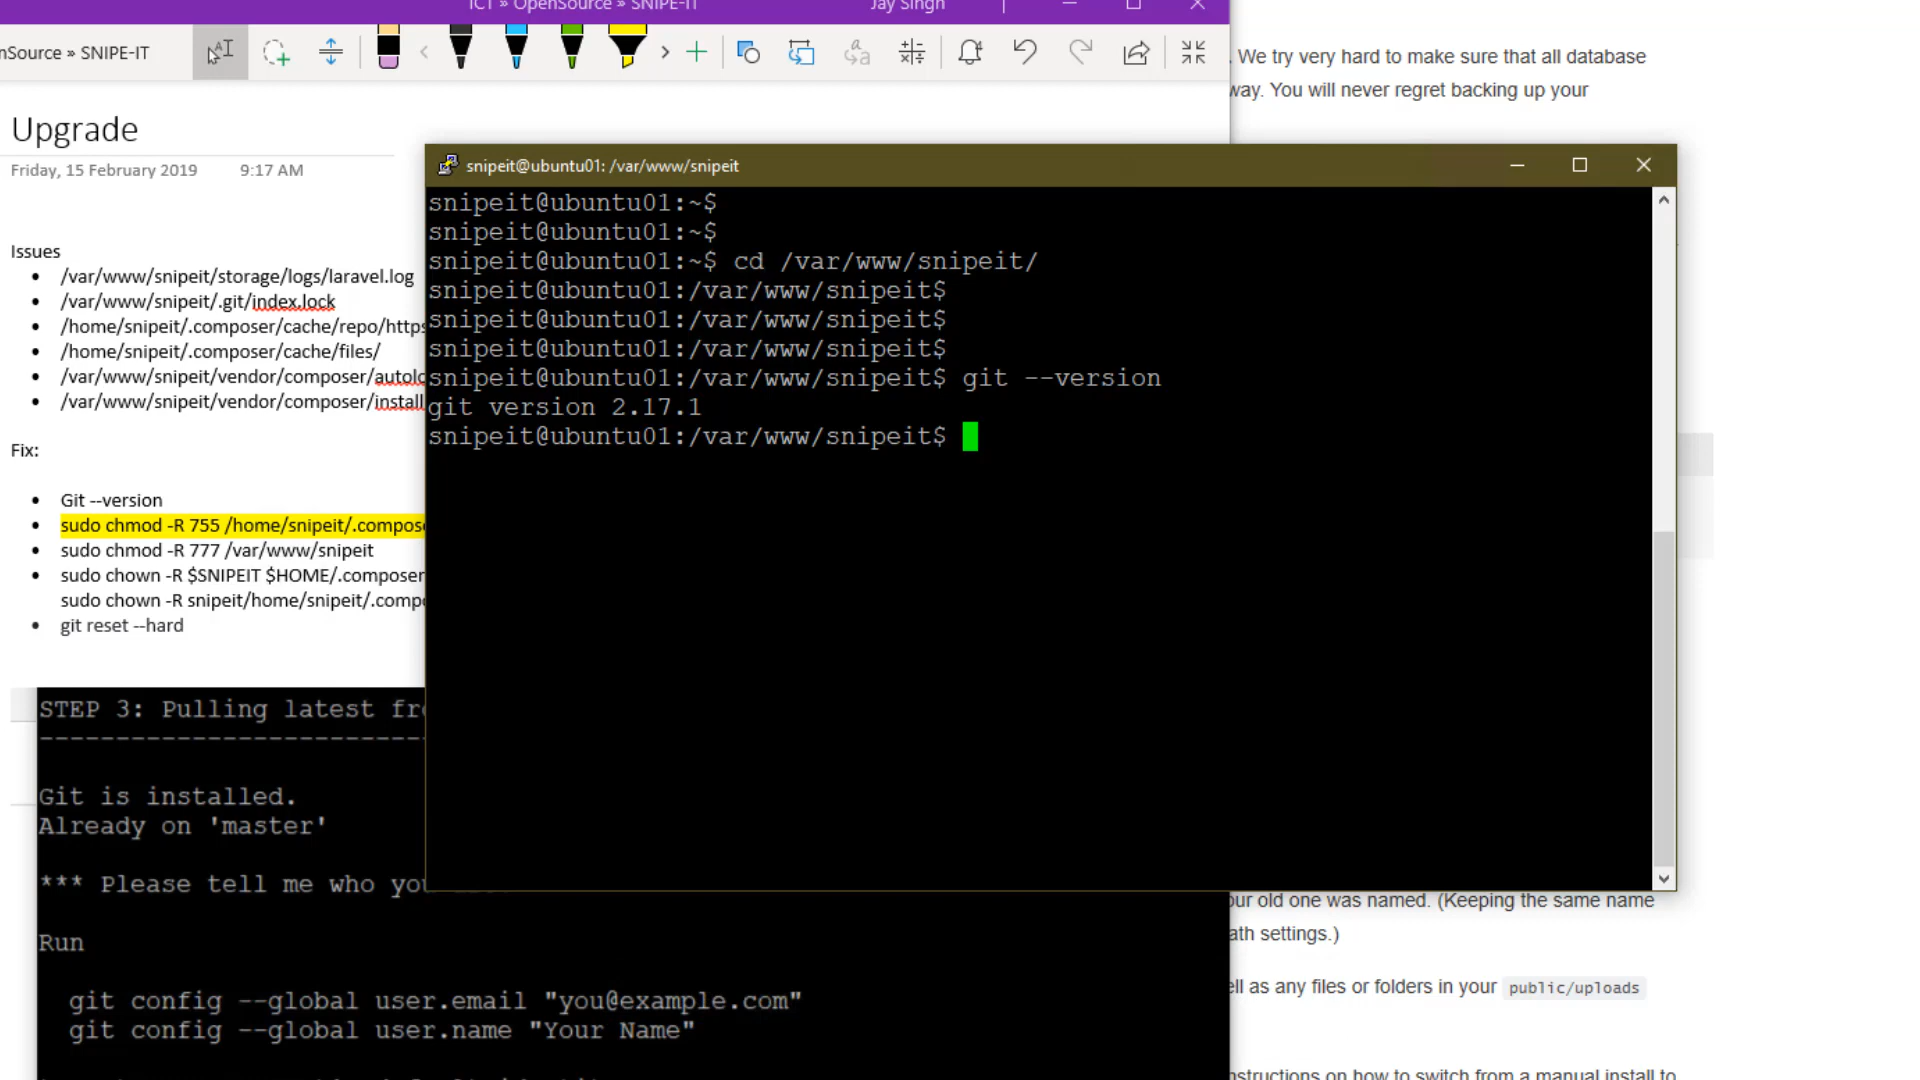 ICT » OpenSource » SNIPE-IT
Jay Singh
nSource » SNIPE-IT
. We try very hard to make sure that all database
way. You will never regret backing up your
Upgrade
Friday, 15 February 2019 9:17 AM
Issues
• /var/www/snipeit/storage/logs/laravel.log
• /var/www/snipeit/.git/index.lock
• /home/snipeit/.composer/cache/repo/https
• /home/snipeit/.composer/cache/files/
• /var/www/snipeit/vendor/composer/autolo
• /var/www/snipeit/vendor/composer/install
Fix:
• Git --version
• sudo chmod -R 755 /home/snipeit/.compose
• sudo chmod -R 777 /var/www/snipeit
• sudo chown -R $SNIPEIT $HOME/.composer
sudo chown -R snipeit/home/snipeit/.compo
• git reset --hard
snipeit@ubuntu01: /var/www/snipeit
snipeit@ubuntu01:~$
snipeit@ubuntu01:~$
snipeit@ubuntu01:~$ cd /var/www/snipeit/
snipeit@ubuntu01:/var/www/snipeit$
snipeit@ubuntu01:/var/www/snipeit$
snipeit@ubuntu01:/var/www/snipeit$
snipeit@ubuntu01:/var/www/snipeit$ git --version
git version 2.17.1
snipeit@ubuntu01:/var/www/snipeit$
STEP 3: Pulling latest fro
--------------------------
Git is installed.
Already on 'master'
*** Please tell me who you
Run
git config --global user.email "you@example.com"
git config --global user.name "Your Name"
our old one was named. (Keeping the same name
ath settings.)
ell as any files or folders in your public/uploads
nstructions on how to switch from a manual install to